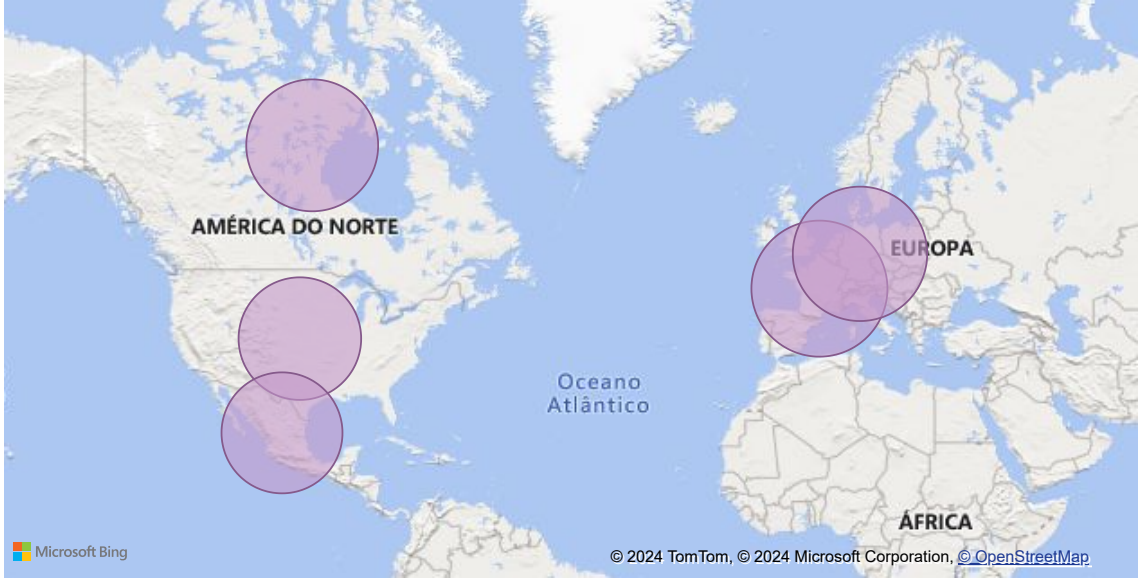 AMÉRICA DO NORTE
EUROPA
Oceano
Atlântico
ÁFRICA
Microsoft Bing
© 2024 TomTom, © 2024 Microsoft Corporation, © OpenStreetMap